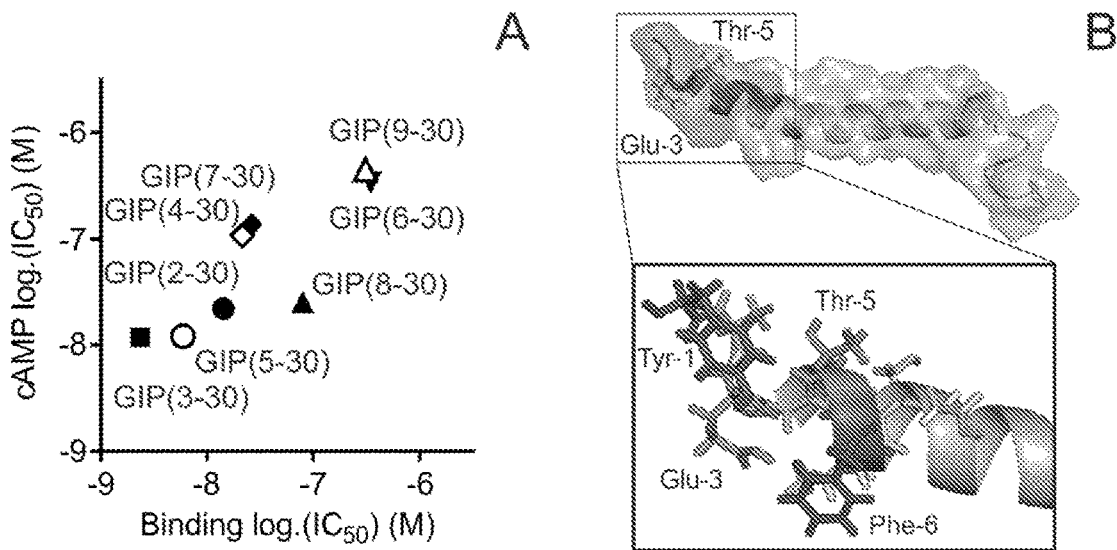 A
cAMP log.(IC50) (M)
-6
-7
-8
-9
GIP(9-30)
GIP(7-30)
GIP(4-30)
GIP(6-30)
GIP(2-30)
GIP(8-30)
GIP(5-30)
GIP(3-30)
-9 -8 -7 -6
Binding log.(IC50) (M)
B
Thr-5
Glu-3
Thr-5
Tyr-1
Glu-3
Phe-6